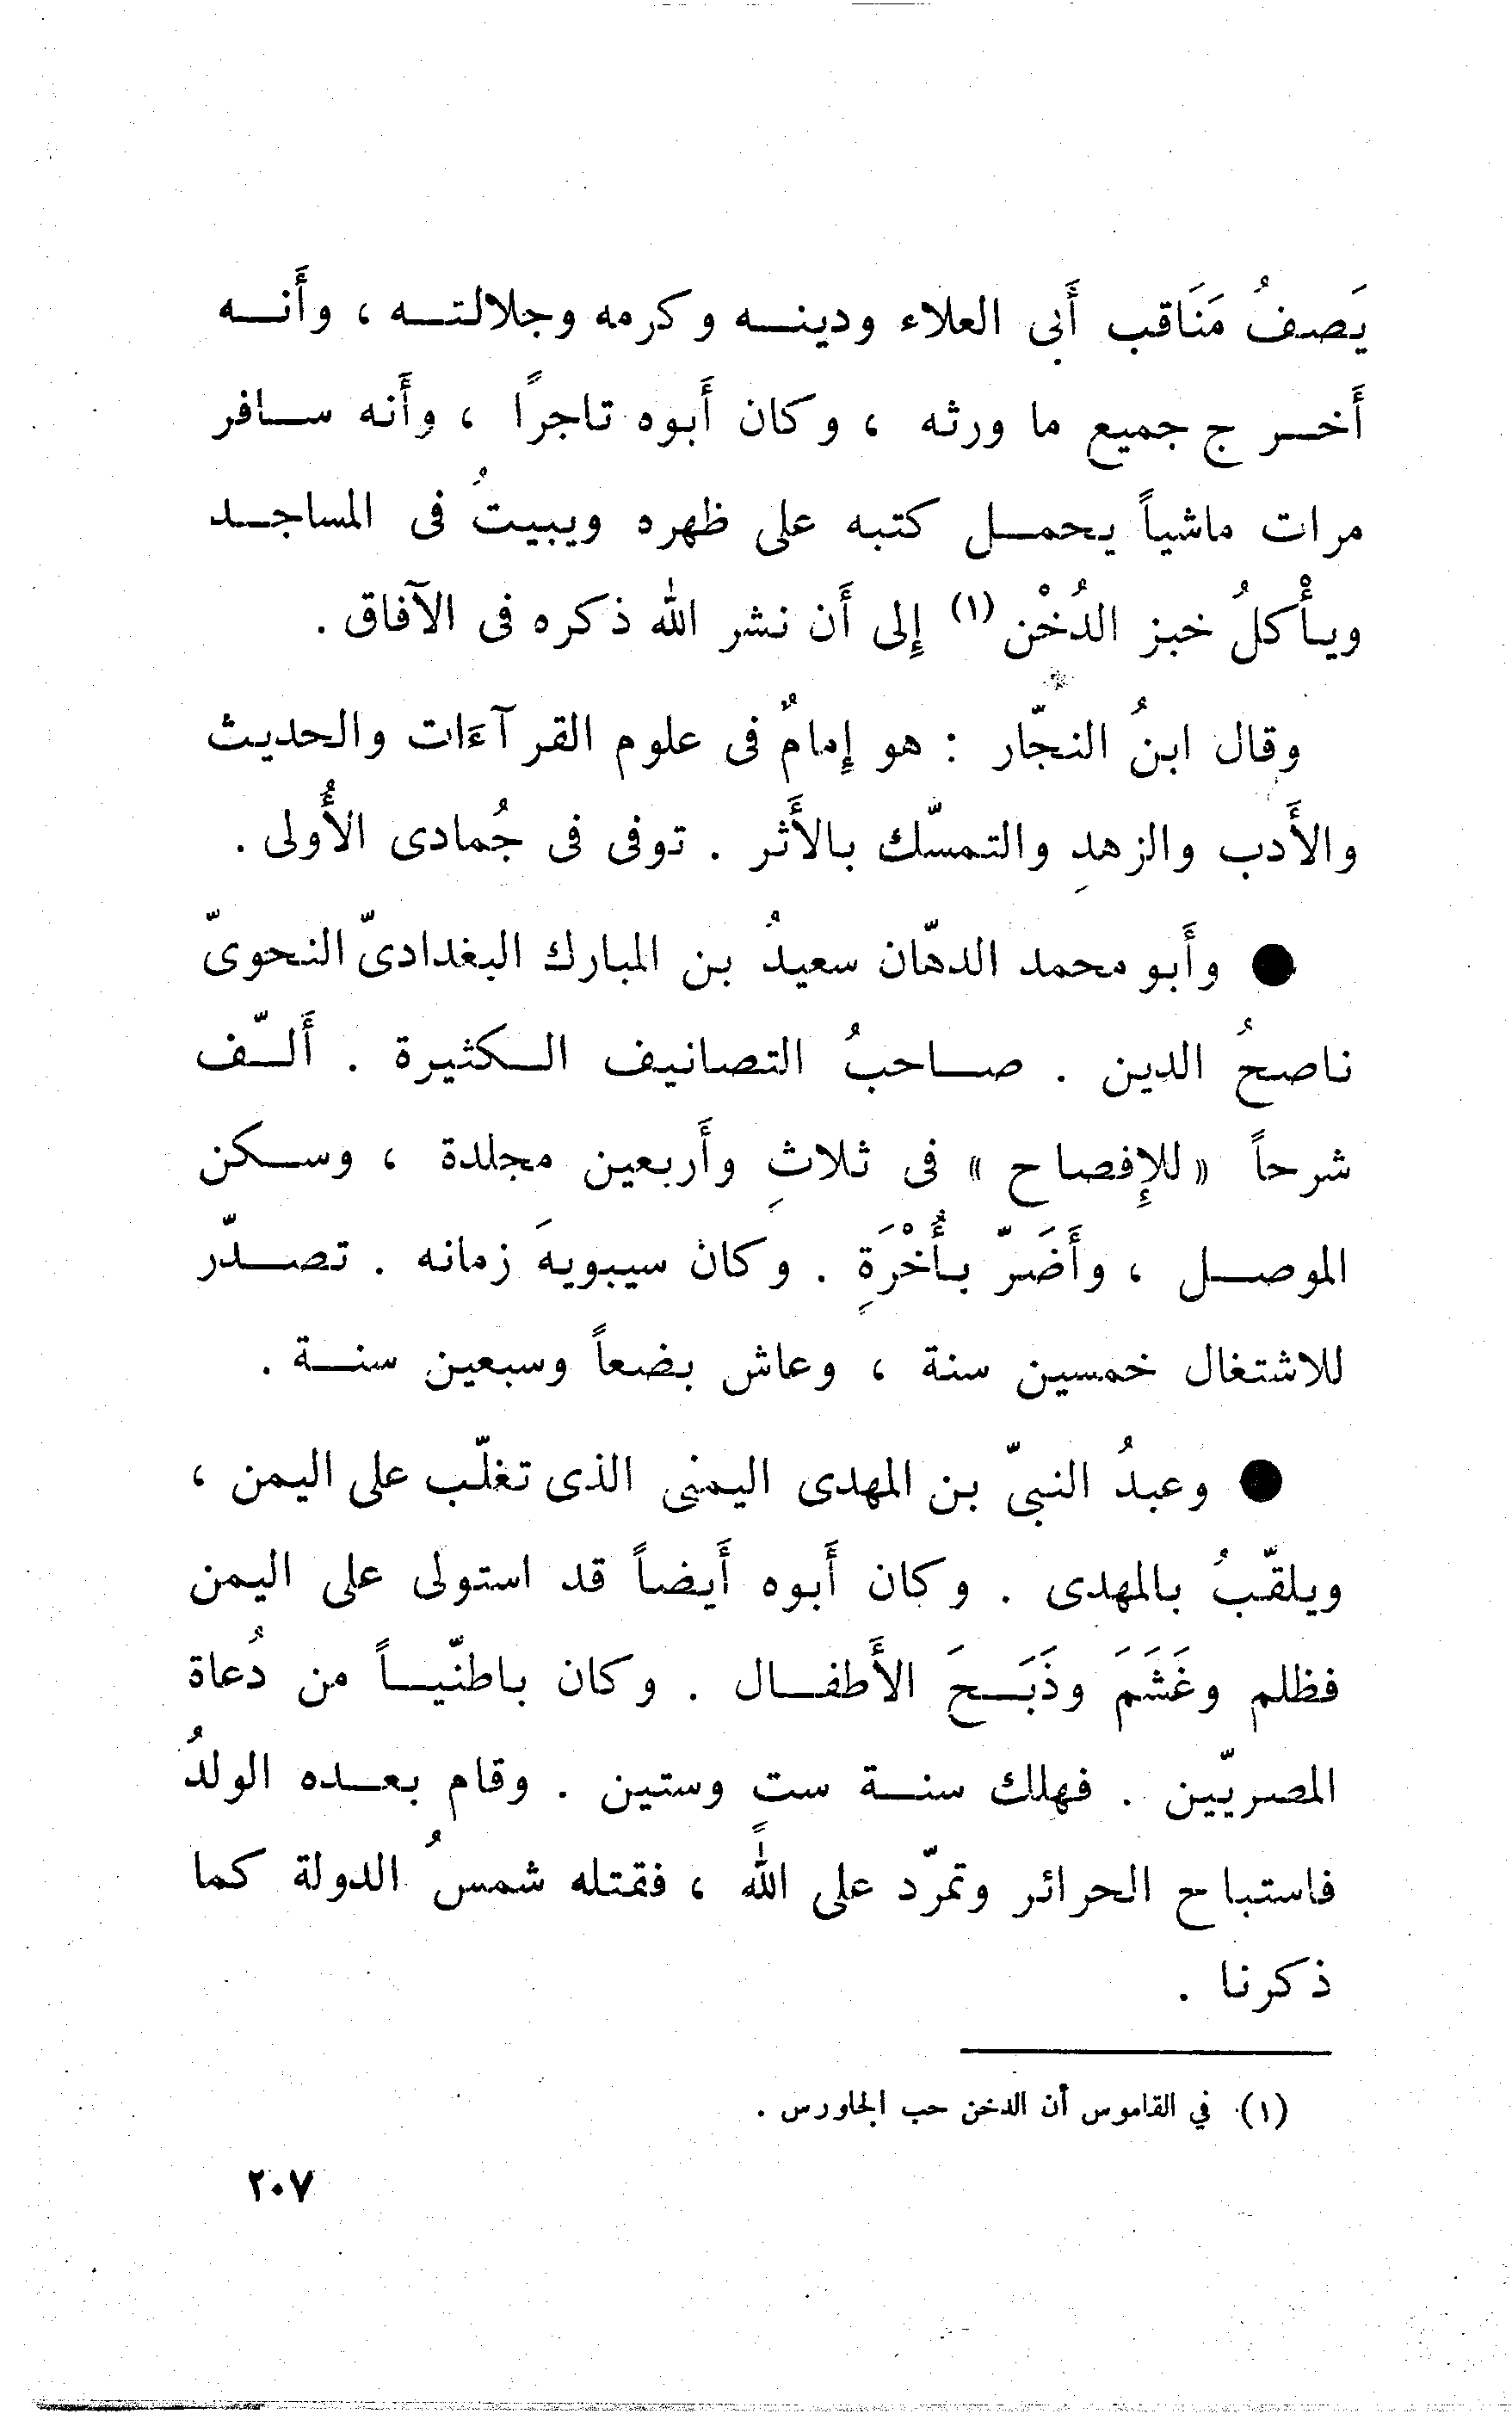 يَصفُ مَنَاقب أَبى العلاء ودينه وكرمه وجلالته ، وأَنه
أَخرج جميع ما ورثه ، وكان أَبوه تاجرًا ، وأَنه سافر
مرات ماشياً يحمل كتبه على ظهره ويبيتُ فى المساجد
ويأْكلُ خبز الدُخْن (١) إِلى أَن نشر الله ذكره فى الآفاق .
وقال ابنُ النجّار : هو إِمامٌ فى علوم القرآءات والحديث
والأَدب والزهدِ والتمسّك بالأَثر . توفى فى جُمادى الأُولى .
● وأَبو محمد الدهّان سعيدُ بن المبارك البغدادىّ النحوىّ
ناصحُ الدين . صاحبُ التصانيف الكثيرة . أَلّف
شرحاً « للإِفصاح » فى ثلاثِ وأَربعين مجلدة ، وسكن
الموصل ، وأَضَرّ بأُخْرَةِ . وكان سيبويهَ زمانه . تصدّر
للاشتغال خمسين سنة ، وعاش بضعاً وسبعين سنة .
● وعبدُ النبىّ بن المهدى اليمنى الذى تغلّب على اليمن ،
ويلقّبُ بالمهدى . وكان أَبوه أَيضاً قد استولى على اليمن
فظلم وغَشَمَ وذَبَحَ الأَطفال . وكان باطنّياً من دُعاة
المصريّين . فهلك سنة ست وستين . وقام بعده الولدُ
فاستباح الحرائر وتمرّد على الله ، فقتله شمسُ الدولة كما
ذكرنا .
(١) في القاموس أن الدخن حب الجاورس .
٢٠٧